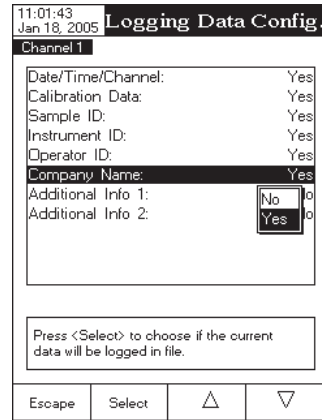 11:01:43
Jan 18, 2005
Logging Data Config.
Channel 1
Date/Time/Channel: Yes
Calibration Data: Yes
Sample ID: Yes
Instrument ID: Yes
Operator ID: Yes
Company Name: Yes
Additional Info 1:
No
Additional Info 2:
Yes
Press <Select> to choose if the current
data will be logged in file.
Escape Select △ ▽